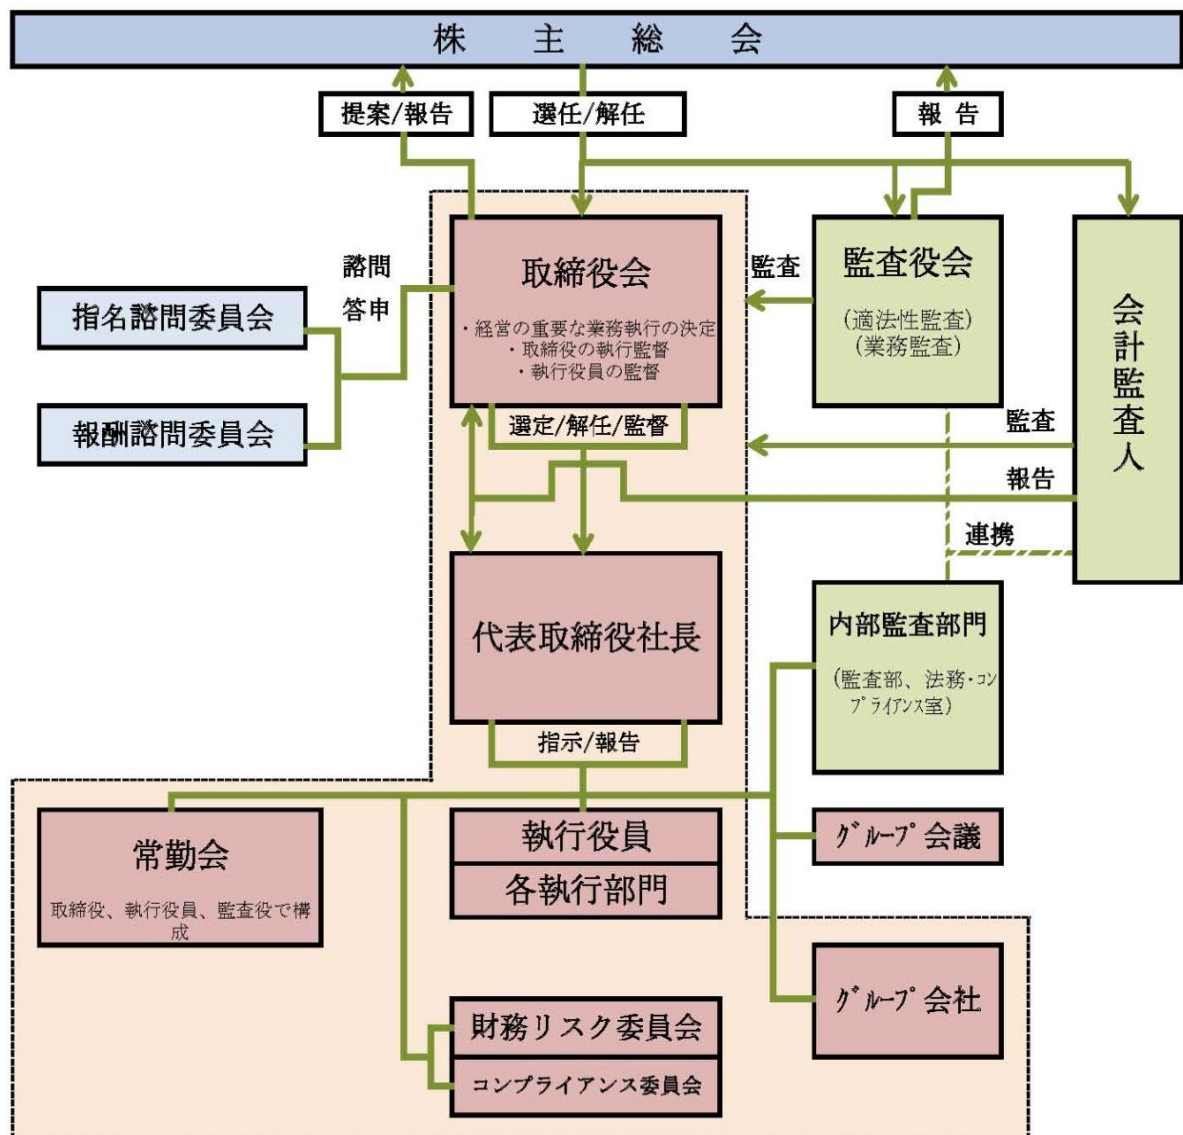 株 主 総 会
提案/報告
選任/解任
報 告
諮問
答申
取締役会
・経営の重要な業務執行の決定
・取締役の執行監督
・執行役員の監督
監査
監査役会
(適法性監査)
(業務監査)
会計監査人
指名諮問委員会
報酬諮問委員会
選定/解任/監督
監査
報告
連携
代表取締役社長
内部監査部門
(監査部、法務・コン
プライアンス室)
指示/報告
常勤会
取締役、執行役員、監査役で構
成
執行役員
各執行部門
グループ会議
グループ会社
財務リスク委員会
コンプライアンス委員会